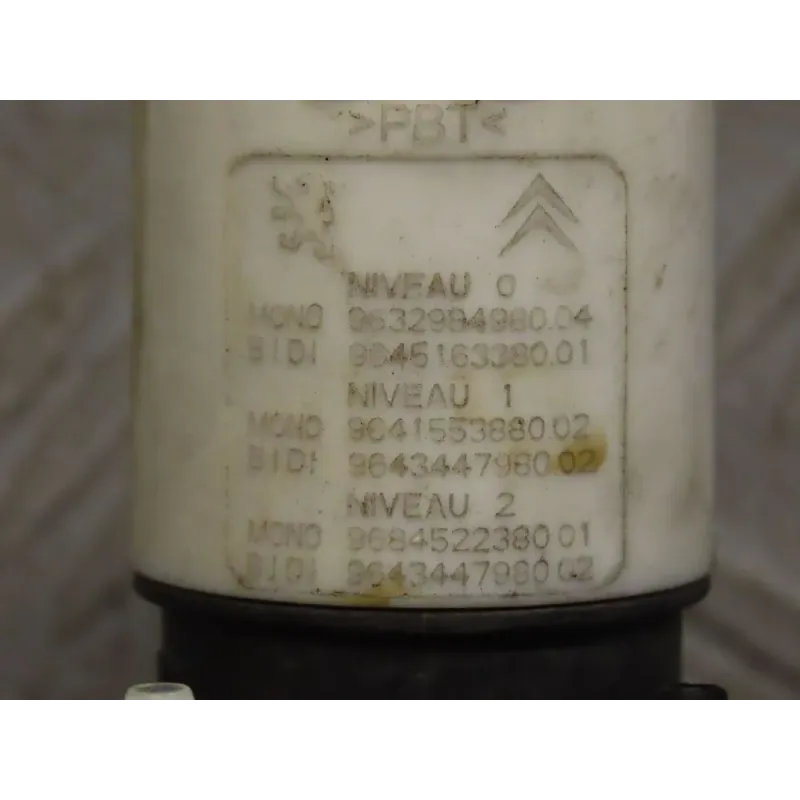 >PBT<
NIVEAU 0
MONO 9632984980.04
BIDI 9645163380.01
NIVEAU 1
MONO 9641553880.02
BIDI 9643447980.02
NIVEAU 2
MONO 9684522380.01
BIDI 9643447980.02